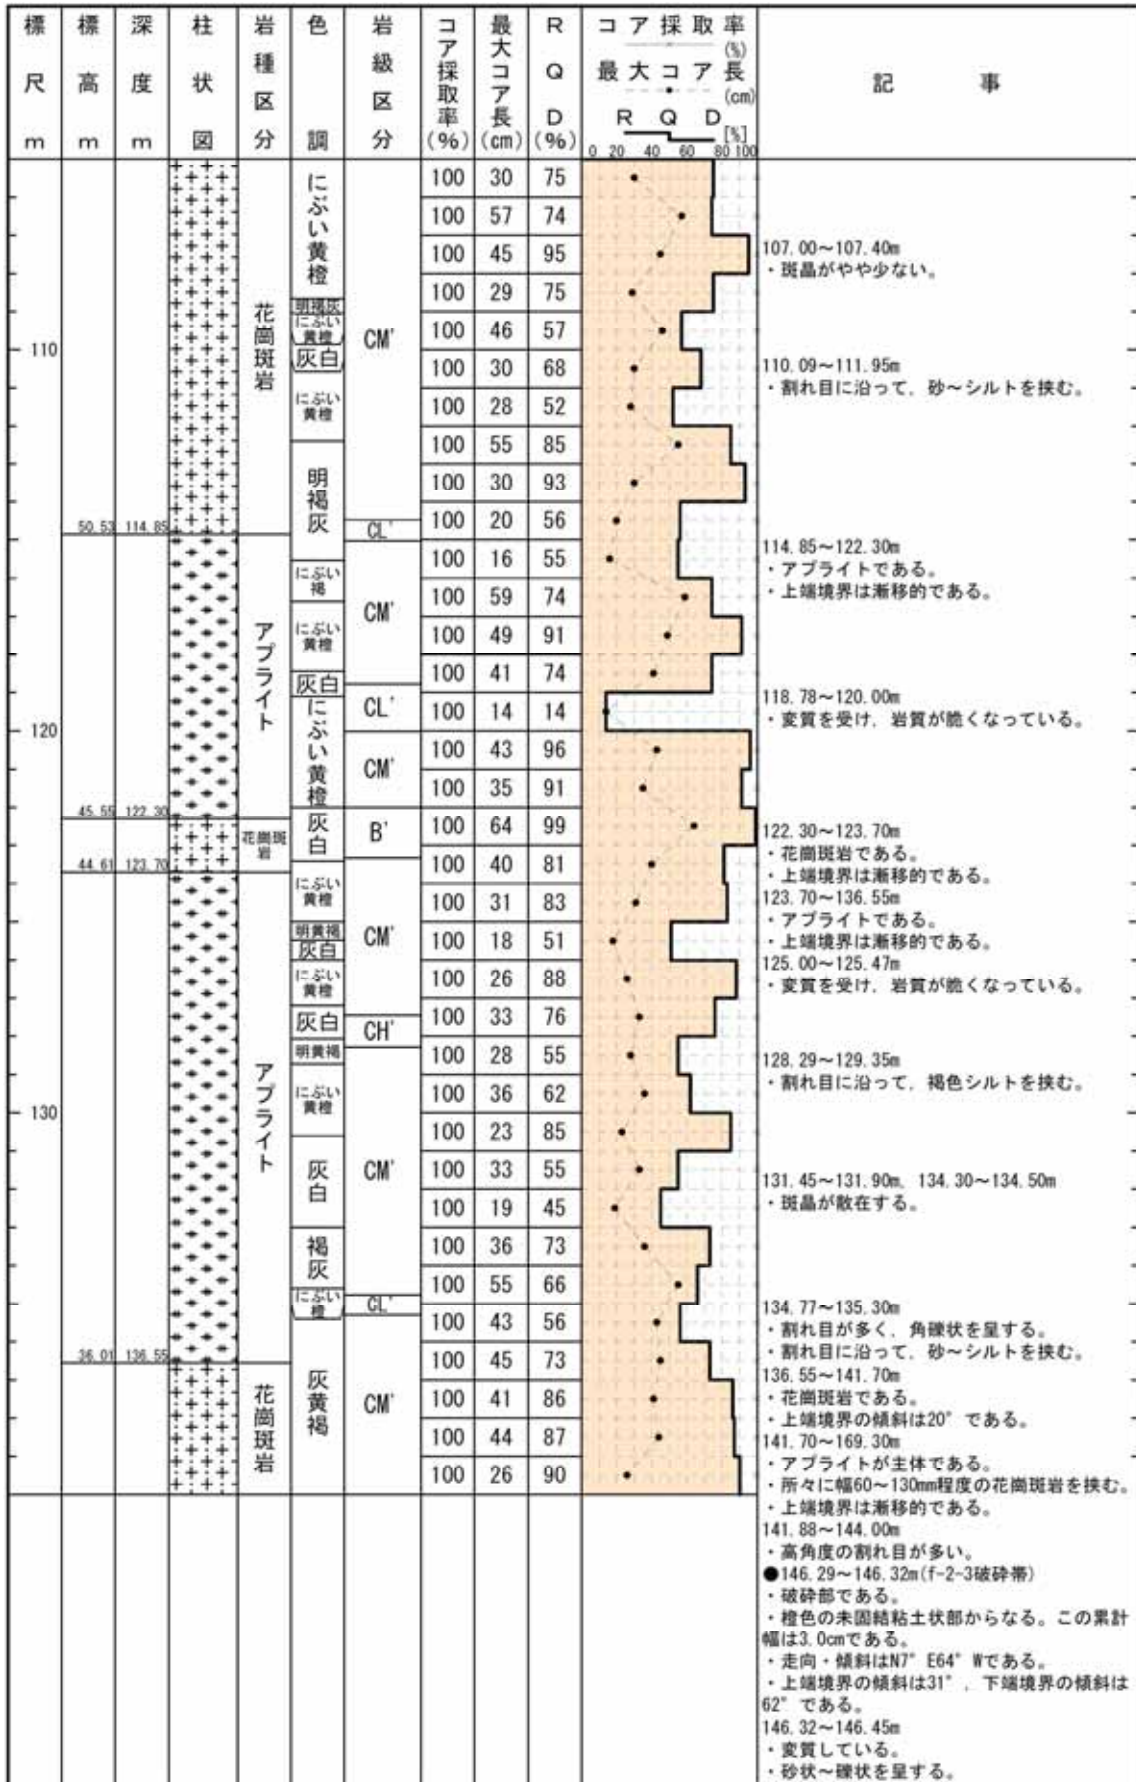 標尺m
標高m
深度m
柱状図
岩種区分
色調
岩級区分
コア採取率(%)
最大コア長(cm)
RQD(%)
コア採取率(%)
最大コア長(cm)
RQD[%]
0 20 40 60 80 100
記事
110
120
130
50.53 114.85
45.55 122.30
44.61 123.70
36.01 136.55
花崗斑岩
アプライト
花崗斑岩
アプライト
花崗斑岩
にぶい黄橙
明褐灰
にぶい黄橙
灰白
にぶい黄橙
明褐灰
にぶい褐
にぶい黄橙
灰白
にぶい黄橙
灰白
にぶい黄橙
明黄褐
灰白
にぶい黄橙
灰白
明黄褐
にぶい黄橙
灰白
褐灰
にぶい橙
灰黄褐
CM'
CL'
CM'
CL'
CM'
B'
CM'
CH'
CM'
CL'
CM'
100 30 75
100 57 74
100 45 95
100 29 75
100 46 57
100 30 68
100 28 52
100 55 85
100 30 93
100 20 56
100 16 55
100 59 74
100 49 91
100 41 74
100 14 14
100 43 96
100 35 91
100 64 99
100 40 81
100 31 83
100 18 51
100 26 88
100 33 76
100 28 55
100 36 62
100 23 85
100 33 55
100 19 45
100 36 73
100 55 66
100 43 56
100 45 73
100 41 86
100 44 87
100 26 90
107.00～107.40m
・斑晶がやや少ない。
110.09～111.95m
・割れ目に沿って，砂～シルトを挟む。
114.85～122.30m
・アプライトである。
・上端境界は漸移的である。
118.78～120.00m
・変質を受け，岩質が脆くなっている。
122.30～123.70m
・花崗斑岩である。
・上端境界は漸移的である。
123.70～136.55m
・アプライトである。
・上端境界は漸移的である。
125.00～125.47m
・変質を受け，岩質が脆くなっている。
128.29～129.35m
・割れ目に沿って，褐色シルトを挟む。
131.45～131.90m，134.30～134.50m
・斑晶が散在する。
134.77～135.30m
・割れ目が多く，角礫状を呈する。
・割れ目に沿って，砂～シルトを挟む。
136.55～141.70m
・花崗斑岩である。
・上端境界の傾斜は20°である。
141.70～169.30m
・アプライトが主体である。
・所々に幅60～130mm程度の花崗斑岩を挟む。
・上端境界は漸移的である。
141.88～144.00m
・高角度の割れ目が多い。
●146.29～146.32m(f-2-3破砕帯)
・破砕部である。
・橙色の未固結粘土状部からなる。この累計
幅は3.0cmである。
・走向・傾斜はN7°E64°Wである。
・上端境界の傾斜は31°，下端境界の傾斜は
62°である。
146.32～146.45m
・変質している。
・砂状～礫状を呈する。